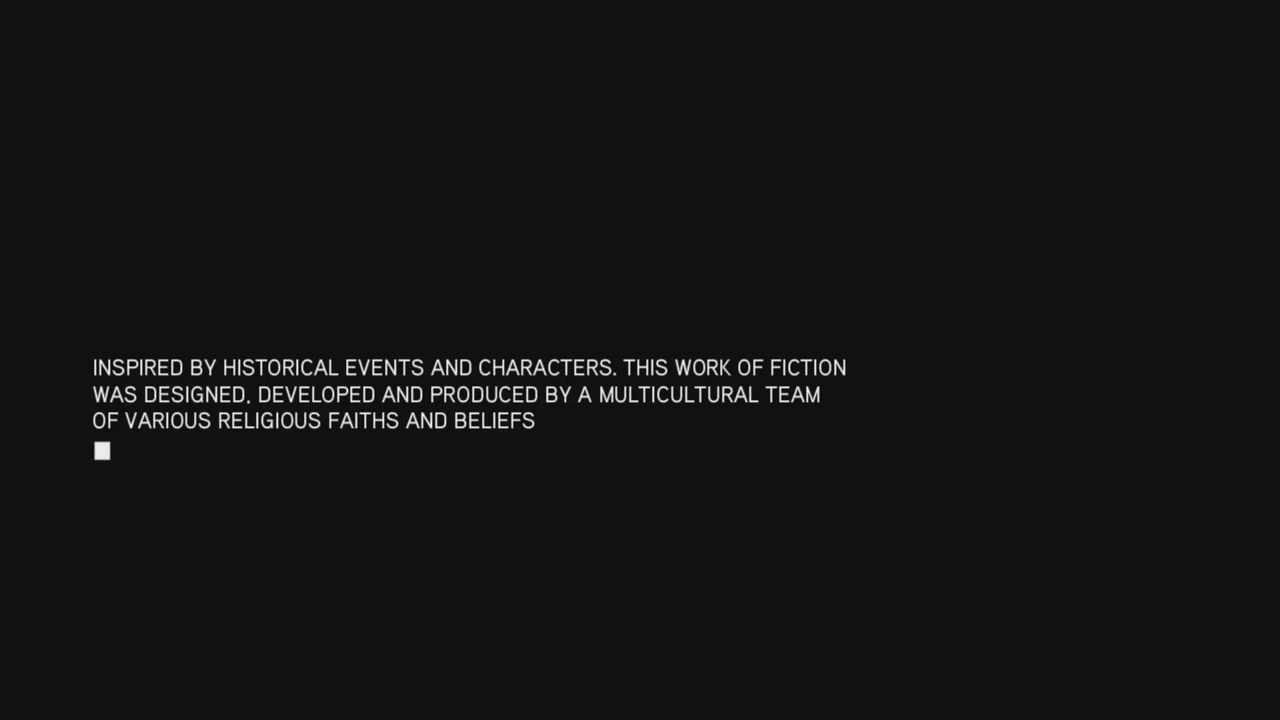 INSPIRED BY HISTORICAL EVENTS AND CHARACTERS. THIS WORK OF FICTION
WAS DESIGNED, DEVELOPED AND PRODUCED BY A MULTICULTURAL TEAM
OF VARIOUS RELIGIOUS FAITHS AND BELIEFS